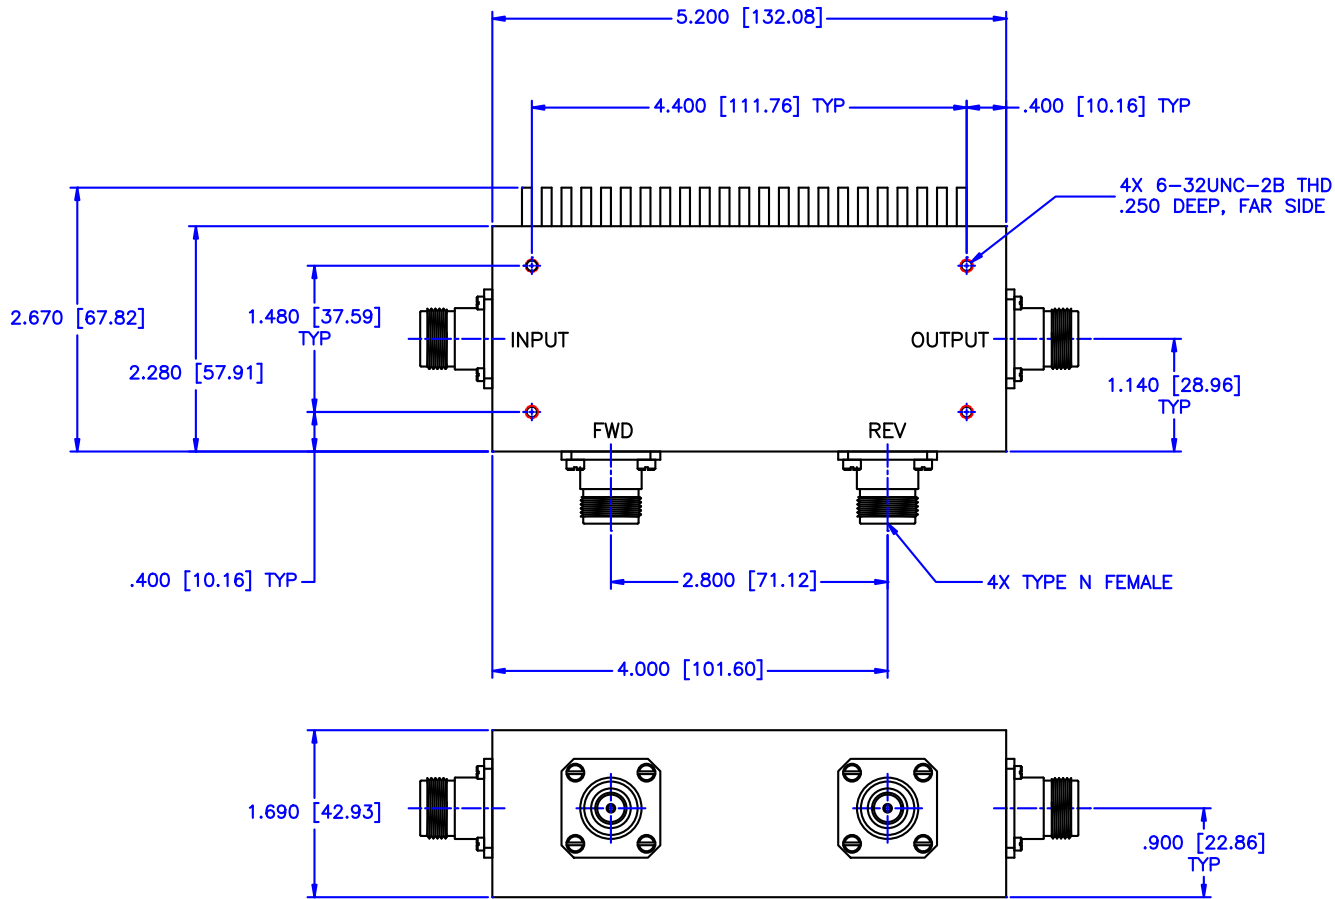 5.200 [132.08]
4.400 [111.76] TYP
.400 [10.16] TYP
4X 6-32UNC-2B THD
.250 DEEP, FAR SIDE
2.670 [67.82]
1.480 [37.59]
TYP
INPUT
OUTPUT
2.280 [57.91]
1.140 [28.96]
TYP
FWD
REV
.400 [10.16] TYP
2.800 [71.12]
4X TYPE N FEMALE
4.000 [101.60]
1.690 [42.93]
.900 [22.86]
TYP